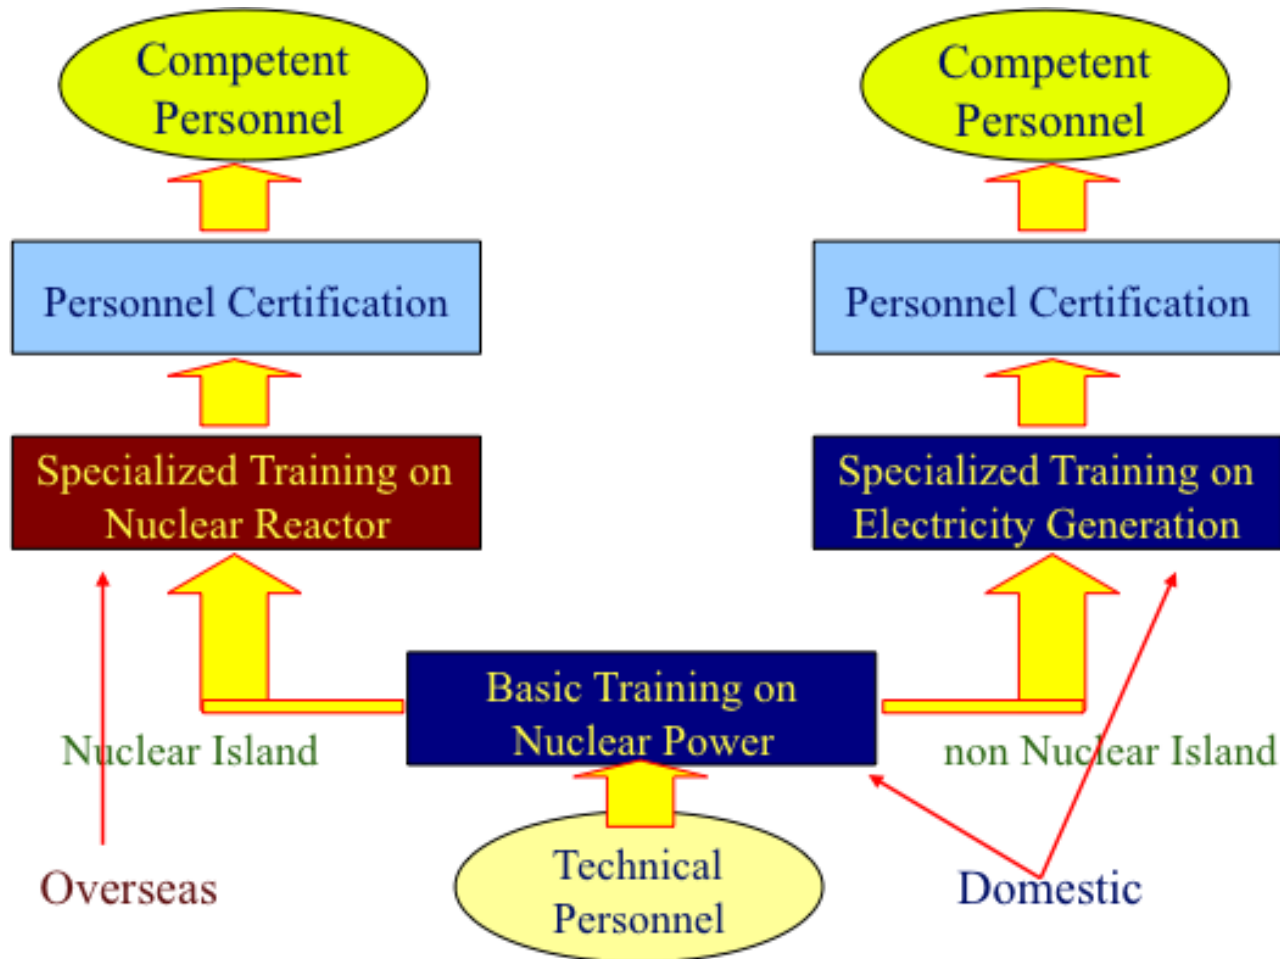 Competent
Personnel
Competent
Personnel
Personnel Certification
Personnel Certification
Specialized Training on
Nuclear Reactor
Specialized Training on
Electricity Generation
Basic Training on
Nuclear Power
Nuclear Island
non Nuclear Island
Technical
Personnel
Overseas
Domestic